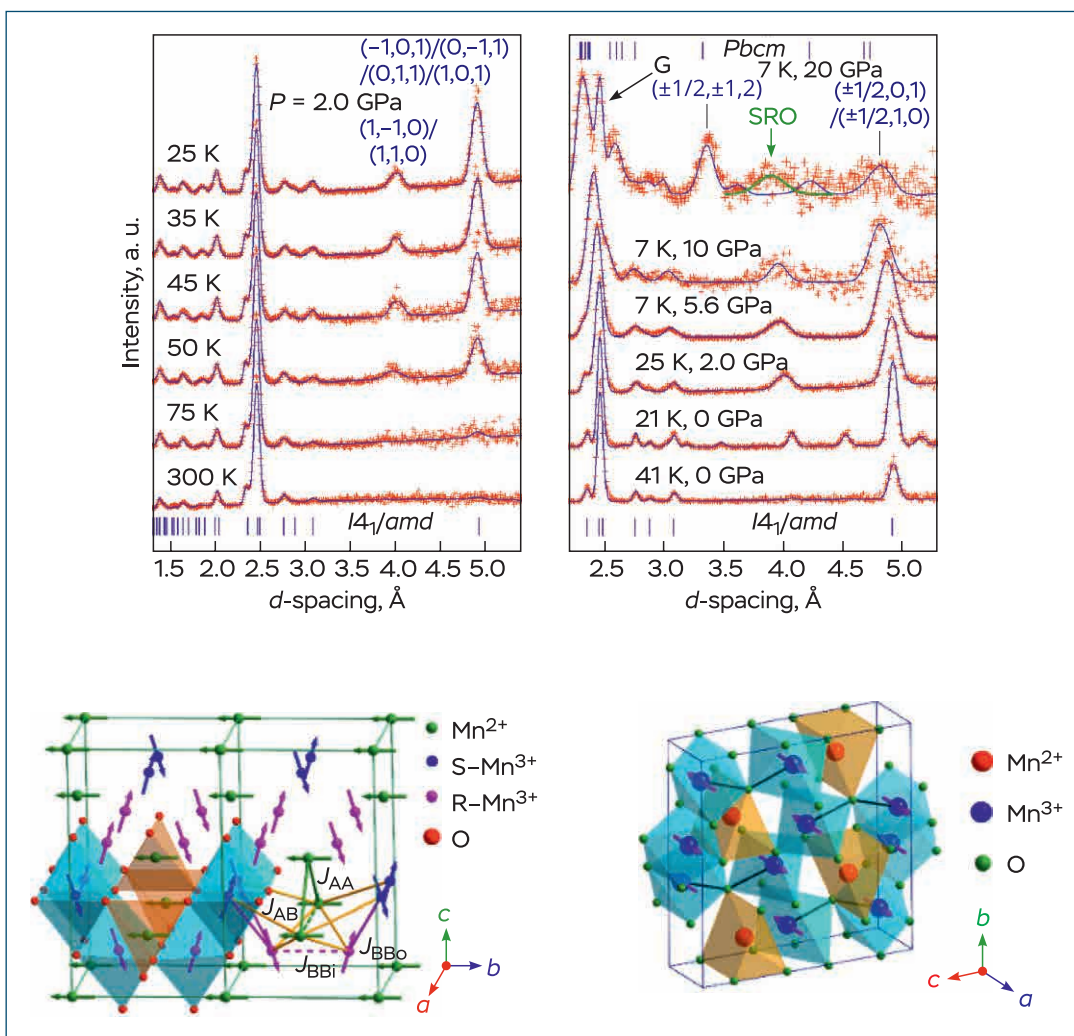 (−1,0,1)/(0,−1,1)
/(0,1,1)/(1,0,1)
P = 2.0 GPa
(1,−1,0)/
(1,1,0)
25 K
35 K
45 K
50 K
75 K
300 K
I4₁/amd
Intensity, a. u.
1.5 2.0 2.5 3.0 3.5 4.0 4.5 5.0
d-spacing, Å
Pbcm
G
7 K, 20 GPa
(±1/2,±1,2)
(±1/2,0,1)
/(±1/2,1,0)
SRO
7 K, 10 GPa
7 K, 5.6 GPa
25 K, 2.0 GPa
21 K, 0 GPa
41 K, 0 GPa
I4₁/amd
2.5 3.0 3.5 4.0 4.5 5.0
d-spacing, Å
Mn²⁺
S–Mn³⁺
R–Mn³⁺
O
J_AA
J_AB
J_BBo
J_BBi
c
b
a
Mn²⁺
Mn³⁺
O
b
c
a